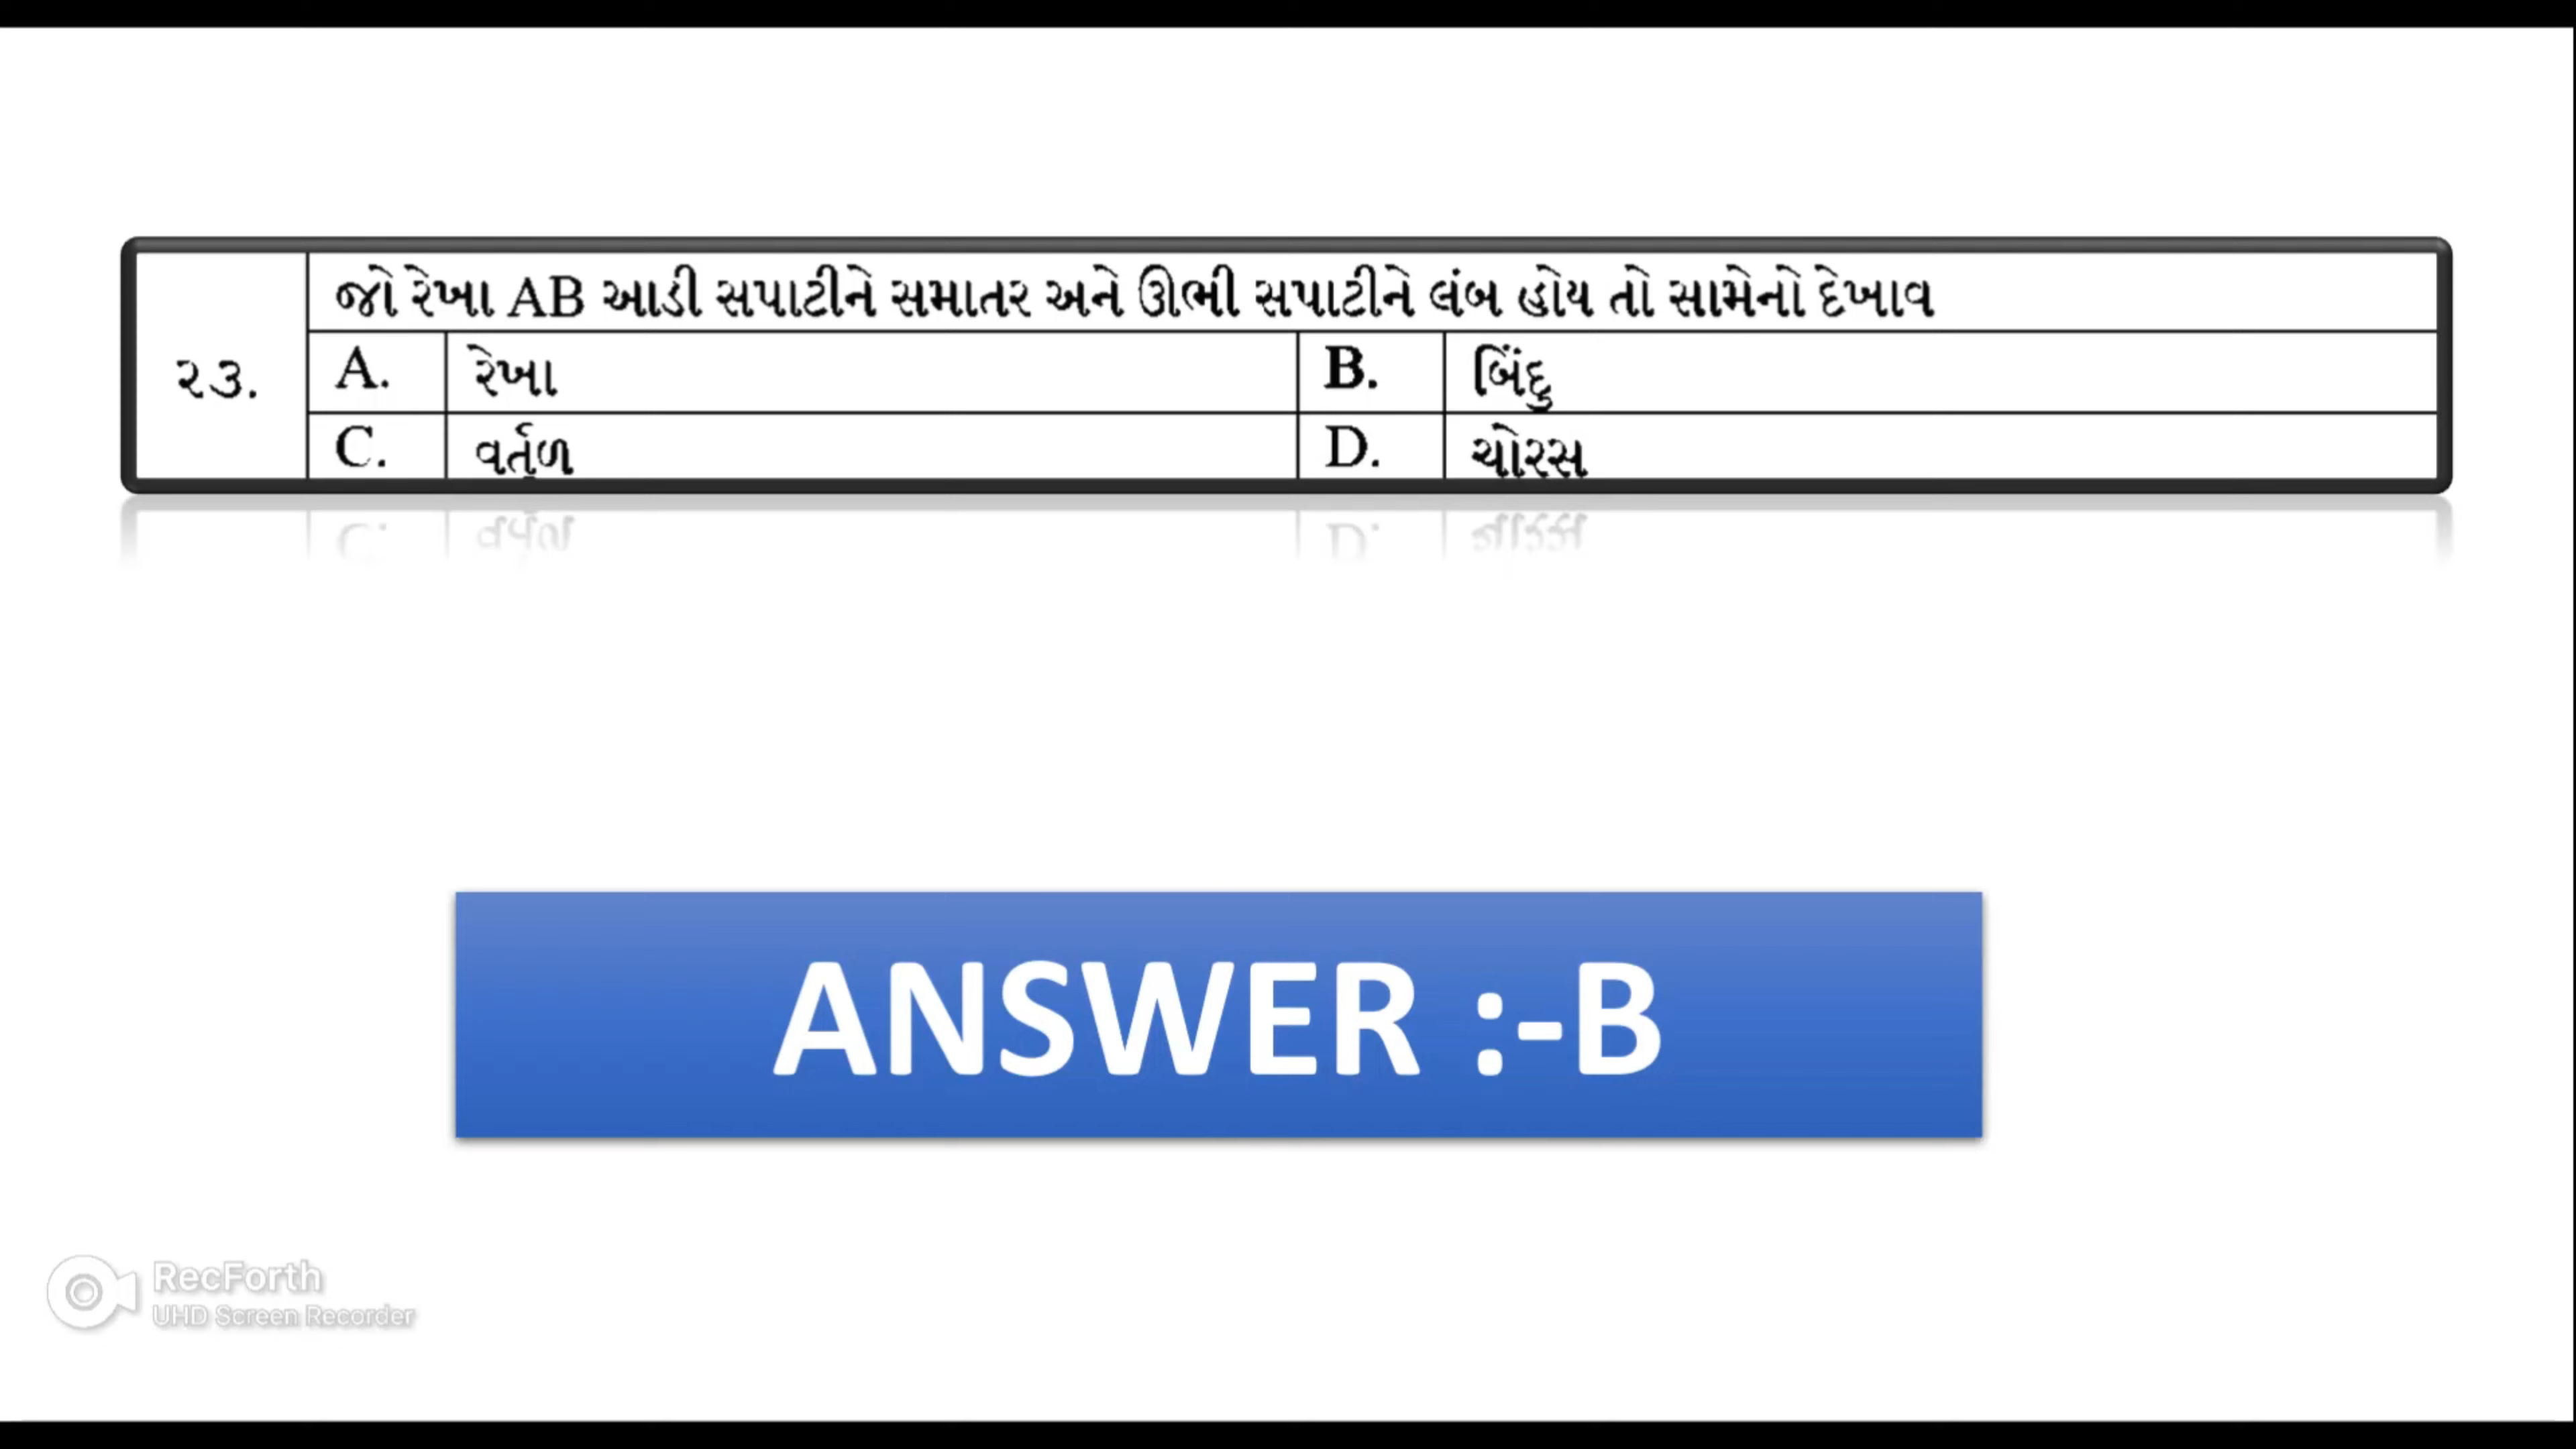 જો રેખા AB આડી સપાટીને સમાતર અને ઊભી સપાટીને લંબ હોય તો સામેનો દેખાવ
૨૩.
A. રેખા B. બિંદુ
C. વર્તુળ D. ચોરસ
ANSWER :-B
RecForth
UHD Screen Recorder